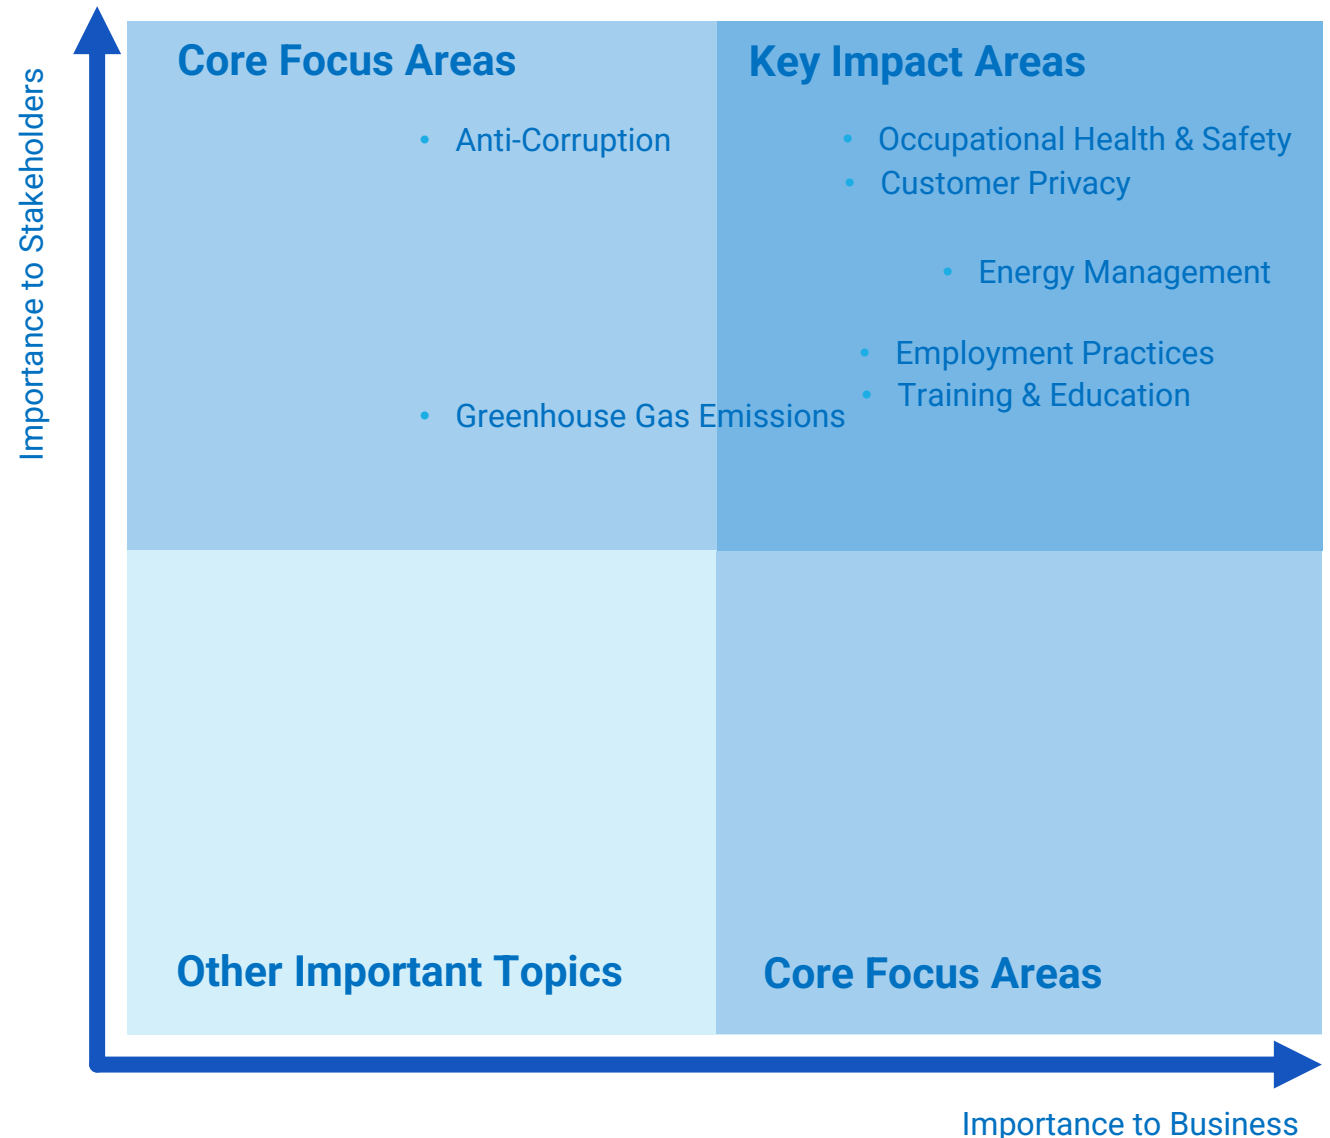 Importance to Stakeholders
Core Focus Areas
• Anti-Corruption
• Greenhouse Gas Emissions
Key Impact Areas
• Occupational Health & Safety
• Customer Privacy
• Energy Management
• Employment Practices
• Training & Education
Other Important Topics
Core Focus Areas
Importance to Business